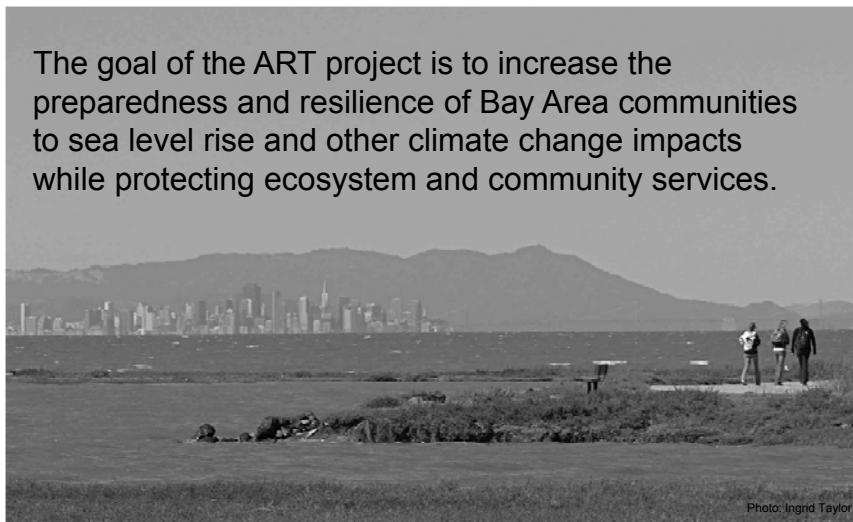 The goal of the ART project is to increase the
preparedness and resilience of Bay Area communities
to sea level rise and other climate change impacts
while protecting ecosystem and community services.
Photo: Ingrid Taylor